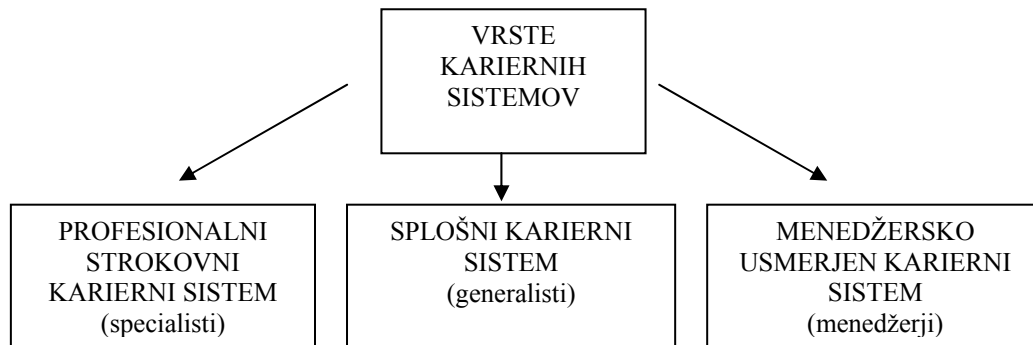 VRSTE
KARIERNIH
SISTEMOV
PROFESIONALNI
STROKOVNI
KARIERNI SISTEM
(specialisti)
SPLOŠNI KARIERNI
SISTEM
(generalisti)
MENEDŽERSKO
USMERJEN KARIERNI
SISTEM
(menedžerji)